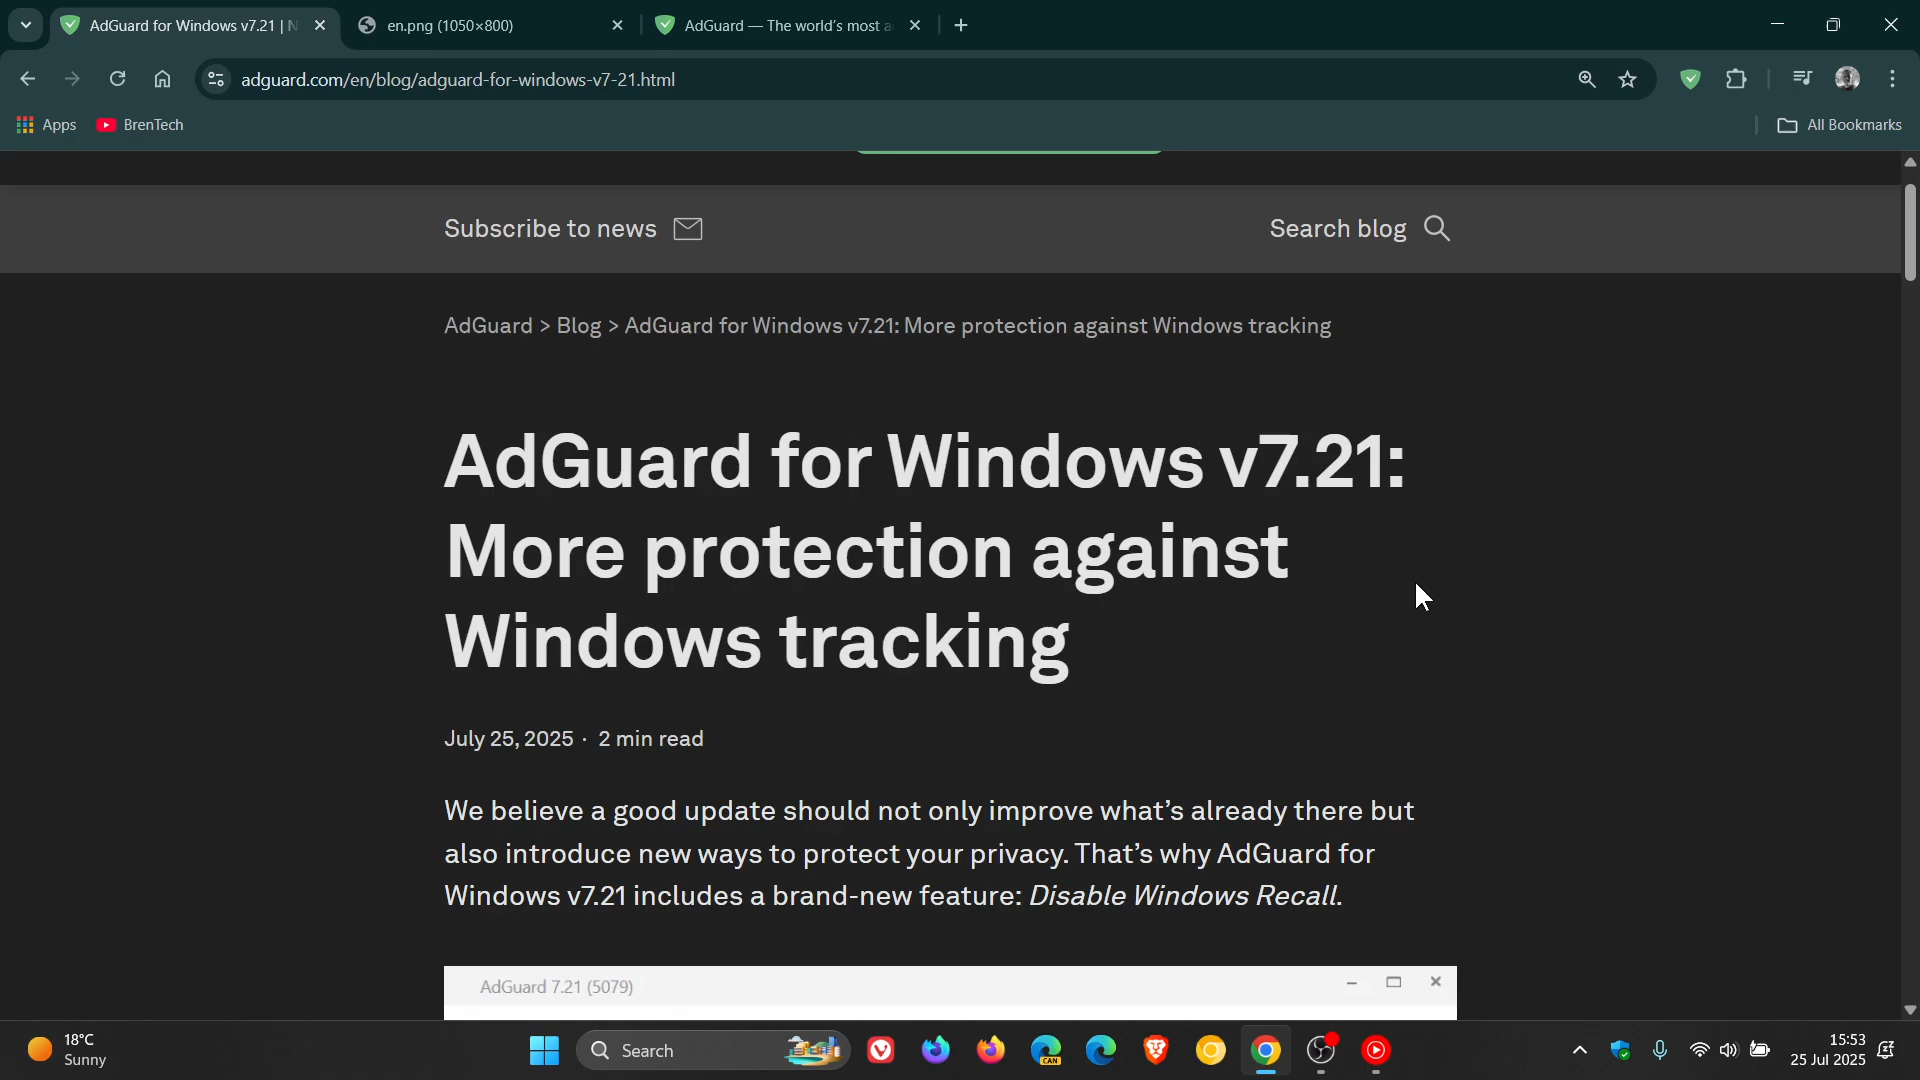 AdGuard for Windows v7.21 | N
en.png (1050×800)
AdGuard — The world's most a
adguard.com/en/blog/adguard-for-windows-v7-21.html
Apps
BrenTech
All Bookmarks
Subscribe to news
Search blog
AdGuard > Blog > AdGuard for Windows v7.21: More protection against Windows tracking
AdGuard for Windows v7.21:
More protection against
Windows tracking
July 25, 2025 · 2 min read
We believe a good update should not only improve what's already there but
also introduce new ways to protect your privacy. That's why AdGuard for
Windows v7.21 includes a brand-new feature: Disable Windows Recall.
AdGuard 7.21 (5079)
18°C
Sunny
Search
CAN
15:53
25 Jul 2025